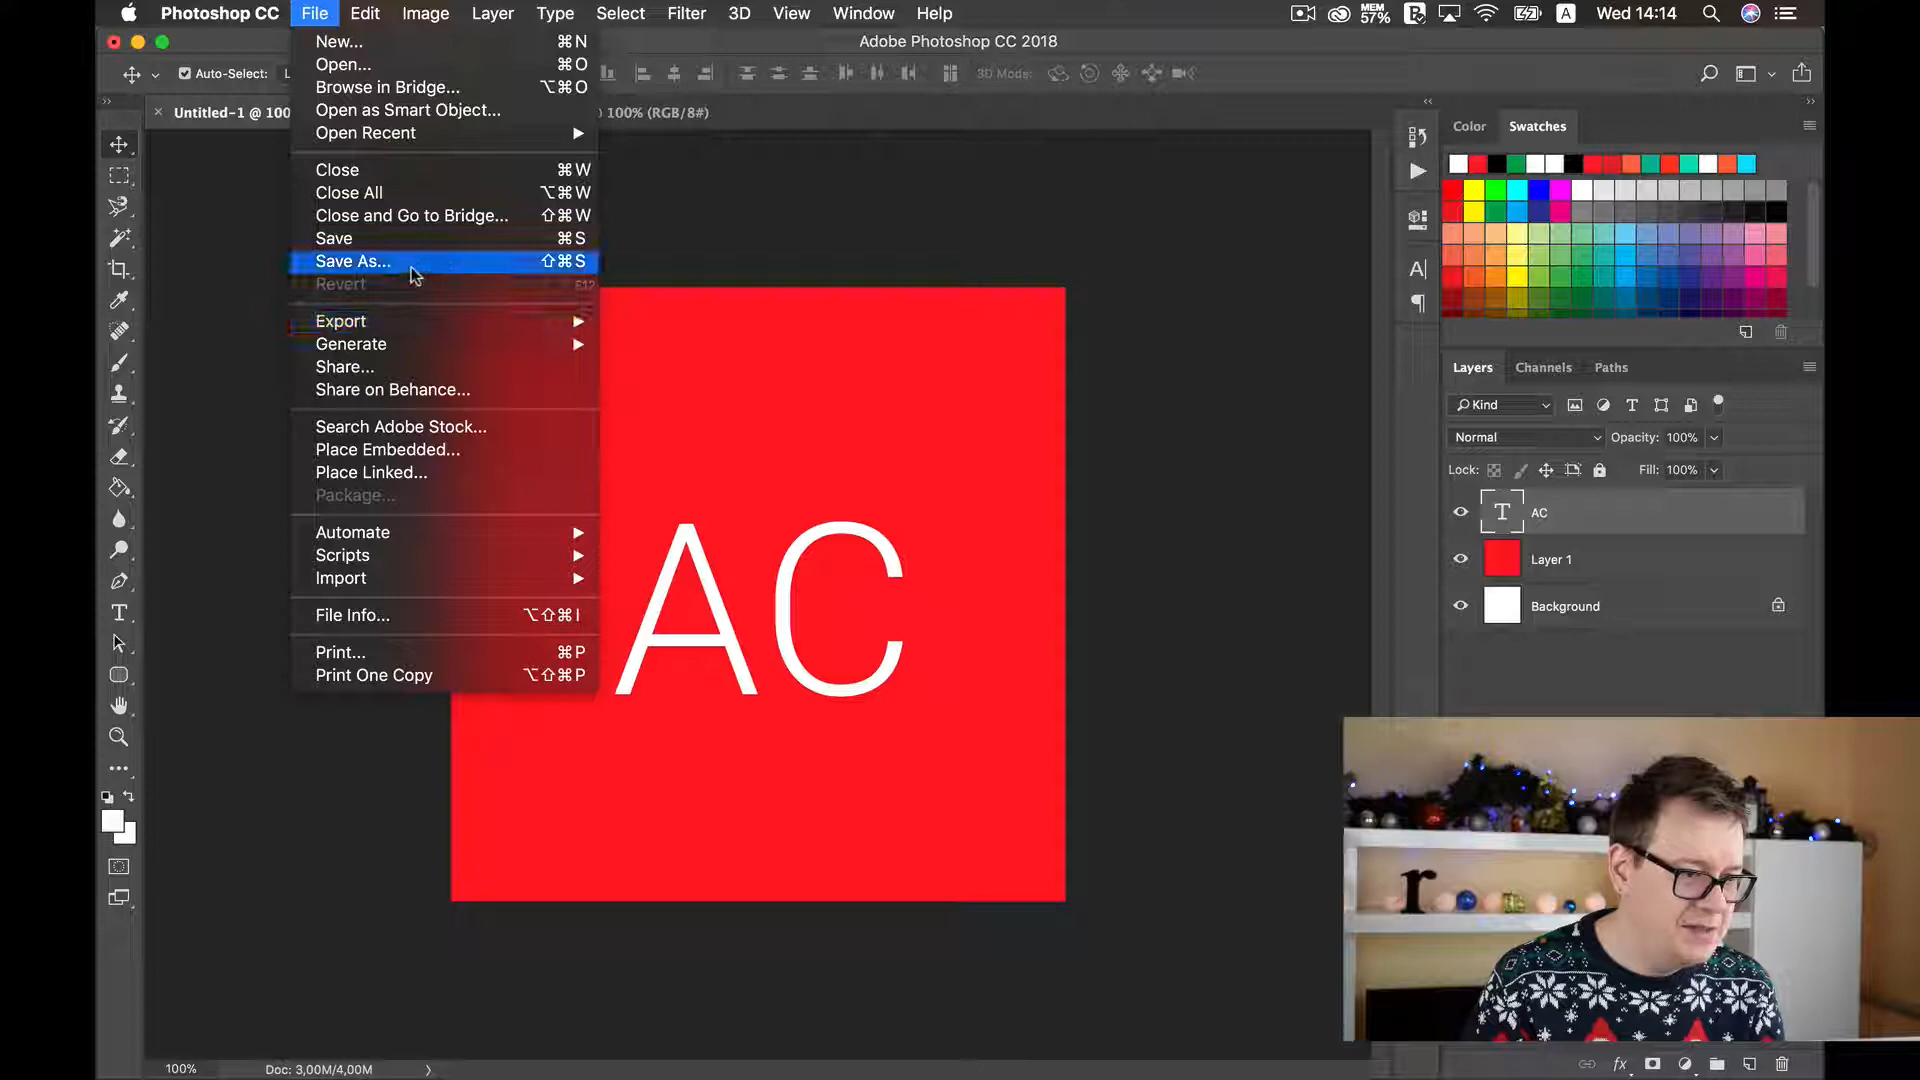 Photoshop CC File Edit Image Layer Type Select Filter 3D View Window Help MEM 57% A Wed 14:14
Adobe Photoshop CC 2018
Auto-Select: 3D Mode:
Untitled-1 @ 100 100% (RGB/8#)
New... ⌘N
Open... ⌘O
Browse in Bridge... ⌥⌘O
Open as Smart Object...
Open Recent
Close ⌘W
Close All ⌥⌘W
Close and Go to Bridge... ⇧⌘W
Save ⌘S
Save As... ⇧⌘S
Revert F12
Export
Generate
Share...
Share on Behance...
Search Adobe Stock...
Place Embedded...
Place Linked...
Package...
Automate
Scripts
Import
File Info... ⌥⇧⌘I
Print... ⌘P
Print One Copy ⌥⇧⌘P
AC
Color Swatches
Layers Channels Paths
Kind
Normal Opacity: 100%
Lock: Fill: 100%
AC
Layer 1
Background
r
fx
100% Doc: 3,00M/4,00M